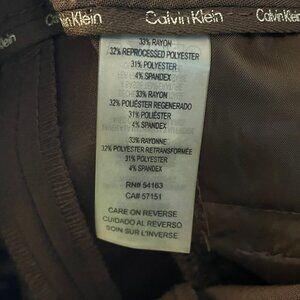 Calvin Klein Calvin Klein Calvin Klein
Klein
33% RAYON
32% REPROCESSED POLYESTER
31% POLYESTER
4% SPANDEX
33% RAYON
32% POLIÉSTER REGENERADO
31% POLIÉSTER
4% SPANDEX
33% RAYONNE
32% POLYESTER RETRANSFORMÉE
31% POLYESTER
4% SPANDEX
RN# 54163
CA# 57151
CARE ON REVERSE
CUIDADO AL REVERSO
SOIN SUR L'INVERSE